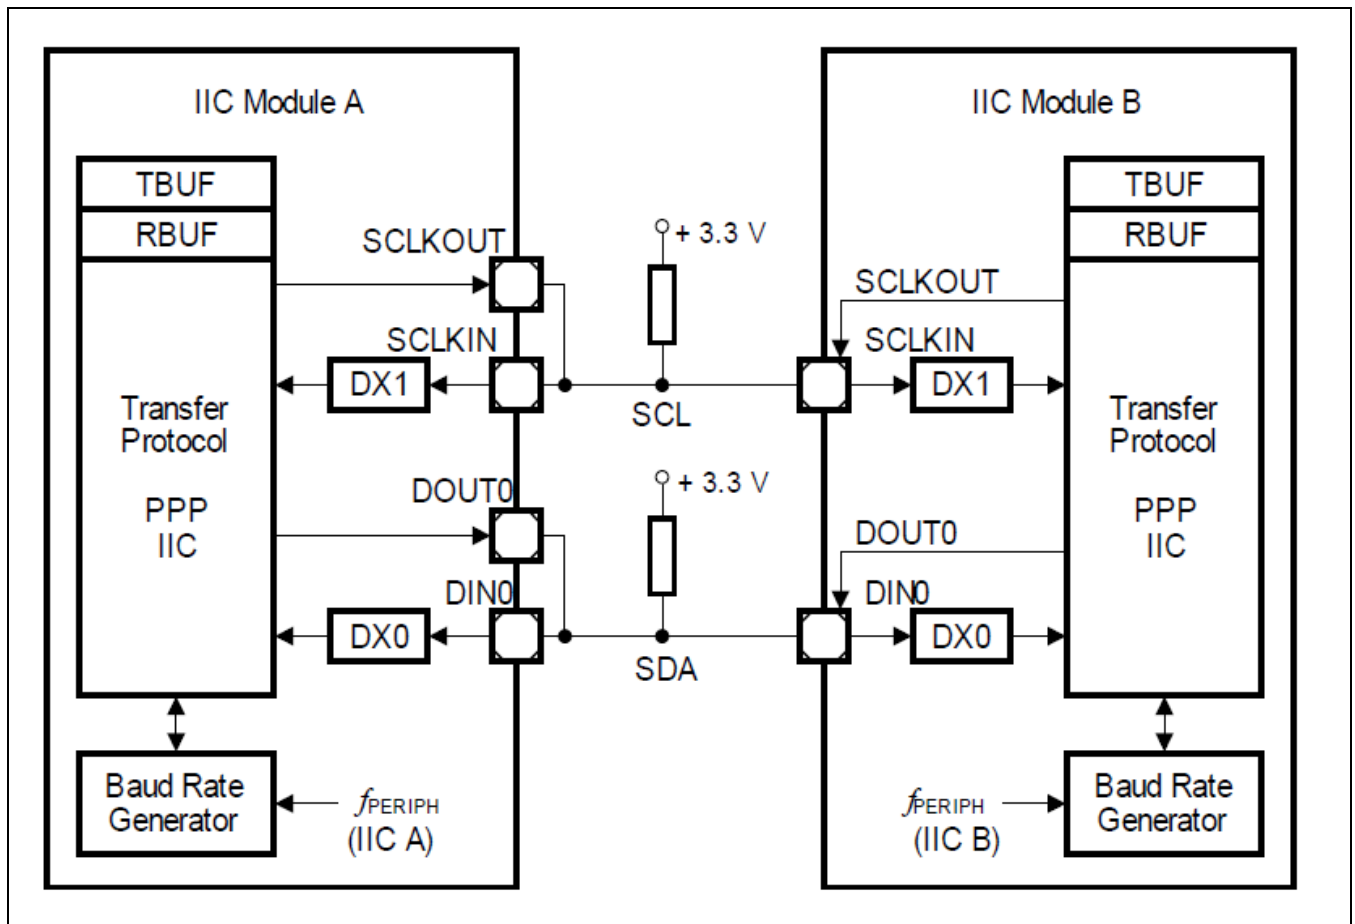 IIC Module A
TBUF
RBUF
SCLKOUT
SCLKIN
DX1
Transfer
Protocol
PPP
IIC
DOUT0
DIN0
DX0
Baud Rate
Generator
fPERIPH
(IIC A)
+ 3.3 V
SCL
+ 3.3 V
SDA
IIC Module B
TBUF
RBUF
SCLKOUT
SCLKIN
DX1
Transfer
Protocol
PPP
IIC
DOUT0
DIN0
DX0
fPERIPH
(IIC B)
Baud Rate
Generator